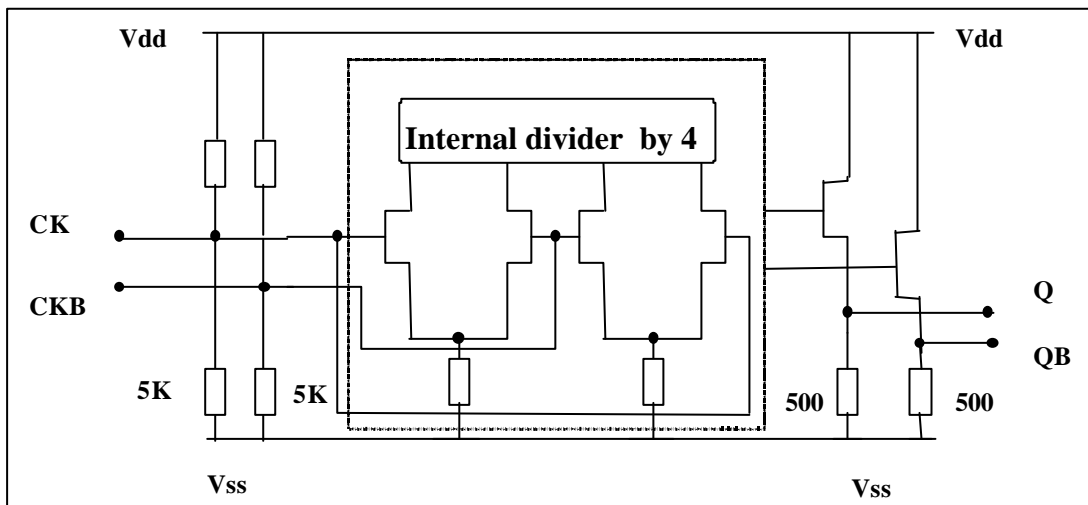 Vdd
Vdd
Internal divider by 4
CK
CKB
Q
QB
5K
5K
500
500
Vss
Vss